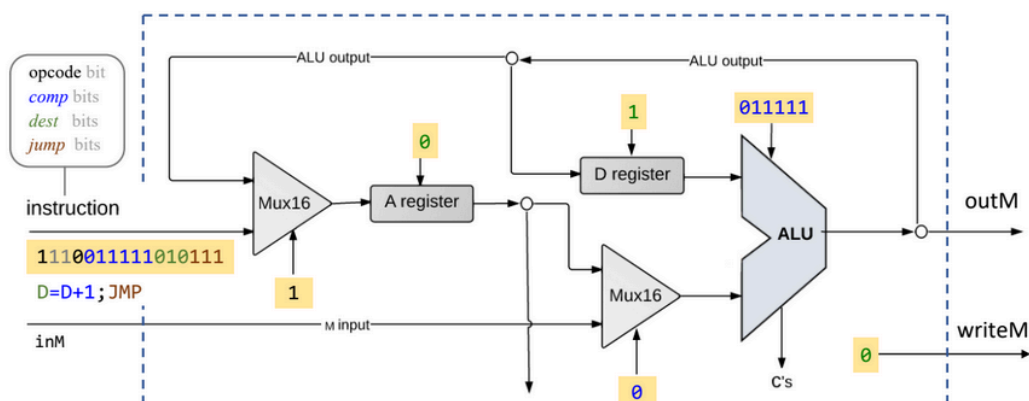 opcode bit
comp bits
dest bits
jump bits
instruction
1110011111010111
D=D+1;JMP
inM
ALU output
ALU output
Mux16
1
0
A register
1
D register
011111
ALU
M input
Mux16
0
C's
outM
0
writeM